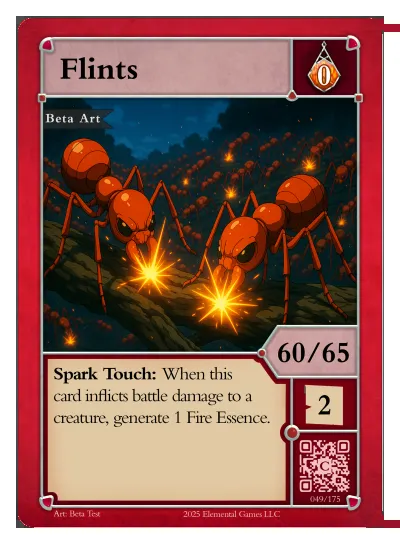 Flints
0
Beta Art
60/65
Spark Touch: When this
card inflicts battle damage to a
creature, generate 1 Fire Essence.
2
C
049/175
Art: Beta Test
2025 Elemental Games LLC